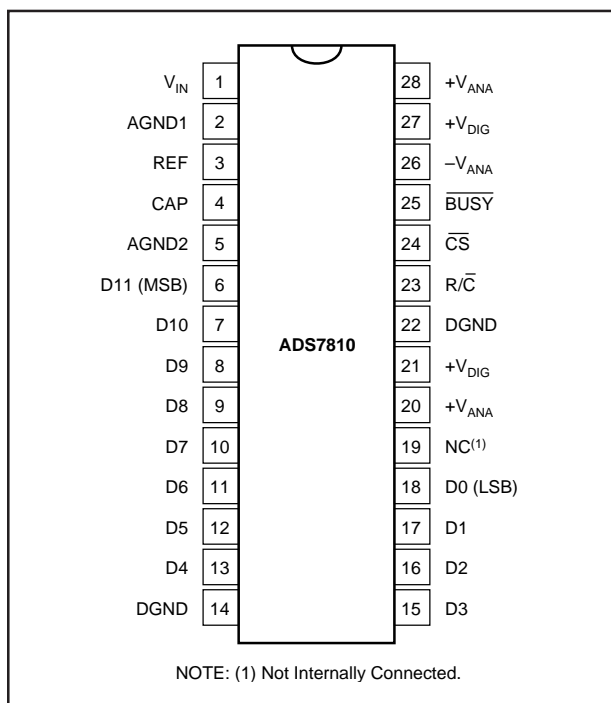 V_IN 1 28 +V_ANA
AGND1 2 27 +V_DIG
REF 3 26 –V_ANA
CAP 4 25 B̅U̅S̅Y̅
AGND2 5 24 C̅S̅
D11 (MSB) 6 23 R/C̅
D10 7 22 DGND
ADS7810
D9 8 21 +V_DIG
D8 9 20 +V_ANA
D7 10 19 NC(1)
D6 11 18 D0 (LSB)
D5 12 17 D1
D4 13 16 D2
DGND 14 15 D3
NOTE: (1) Not Internally Connected.